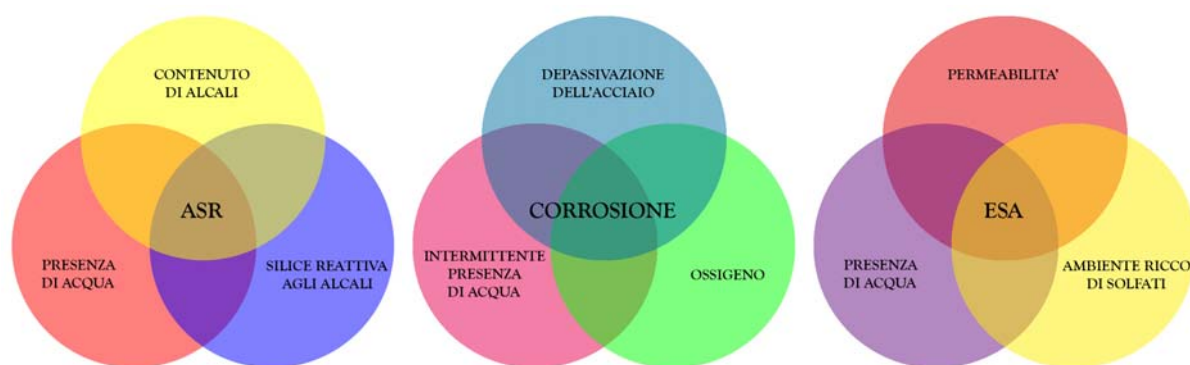 CONTENUTO
DI ALCALI
ASR
PRESENZA
DI ACQUA
SILICE REATTIVA
AGLI ALCALI
DEPASSIVAZIONE
DELL'ACCIAIO
CORROSIONE
INTERMITTENTE
PRESENZA
DI ACQUA
OSSIGENO
PERMEABILITA'
ESA
PRESENZA
DI ACQUA
AMBIENTE RICCO
DI SOLFATI